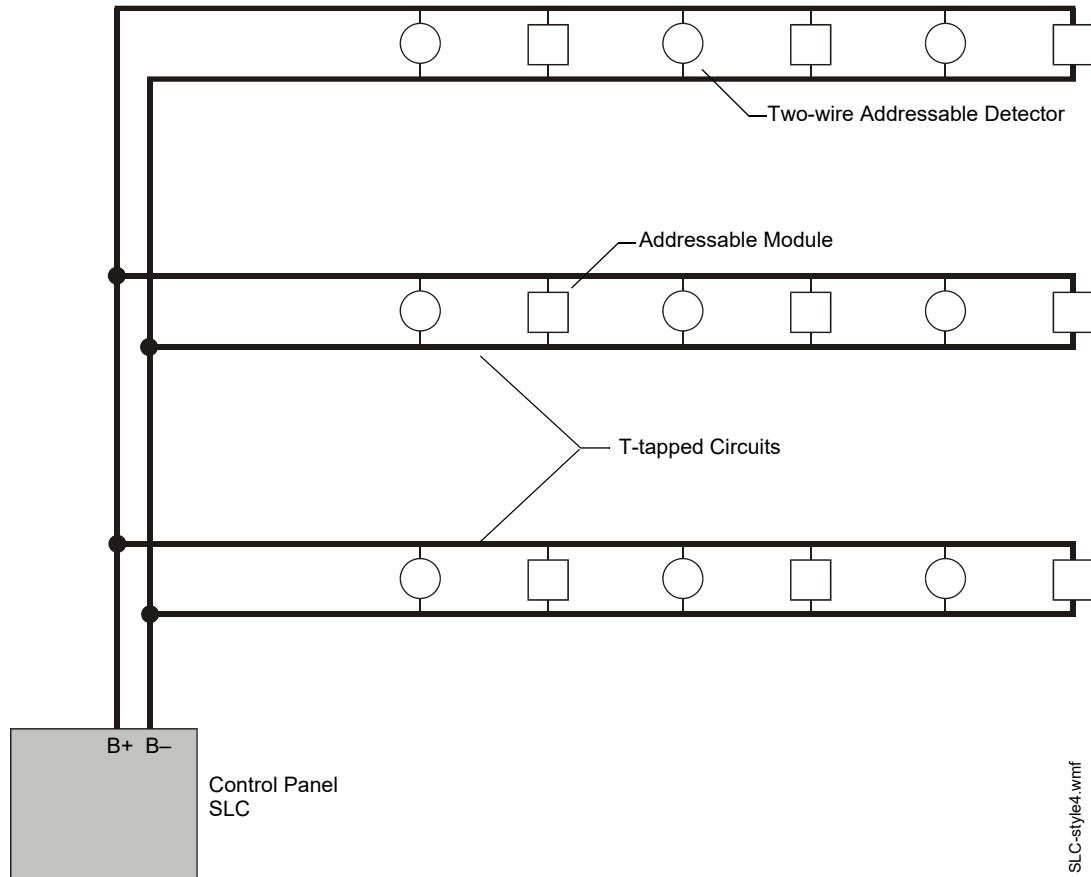 Two-wire Addressable Detector
Addressable Module
T-tapped Circuits
B+ B–
Control Panel
SLC
SLC-style4.wmf